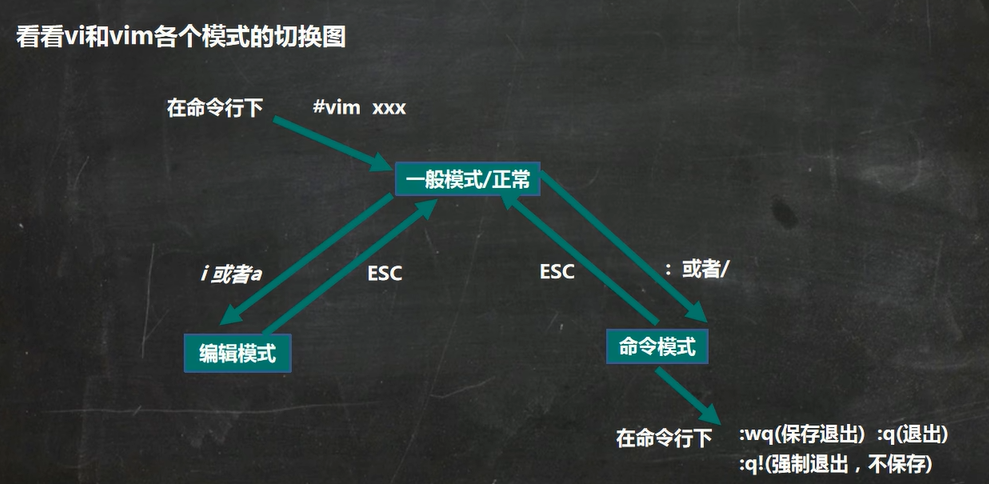 看看vi和vim各个模式的切换图
在命令行下 #vim xxx
一般模式/正常
i 或者a
ESC
ESC
: 或者/
编辑模式
命令模式
在命令行下
:wq(保存退出) :q(退出)
:q!(强制退出，不保存)